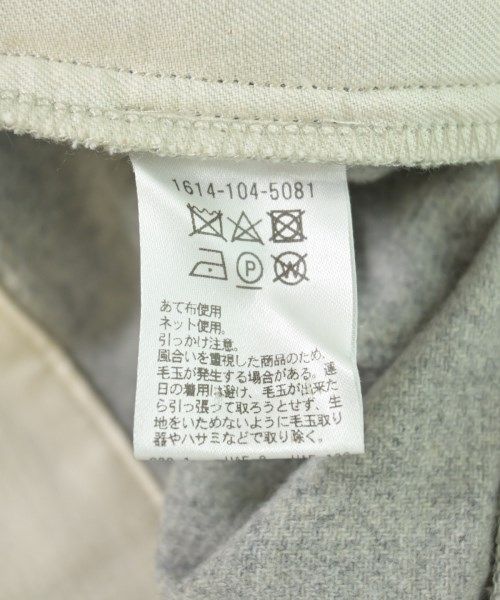 1614-104-5081
P
W
あて布使用
ネット使用。
引っかけ注意。
風合いを重視した商品のため、
毛玉が発生する場合がある。連
日の着用は避け、毛玉が出来た
ら引っ張って取ろうとせず、生
地をいためないように毛玉取り
器やハサミなどで取り除く。